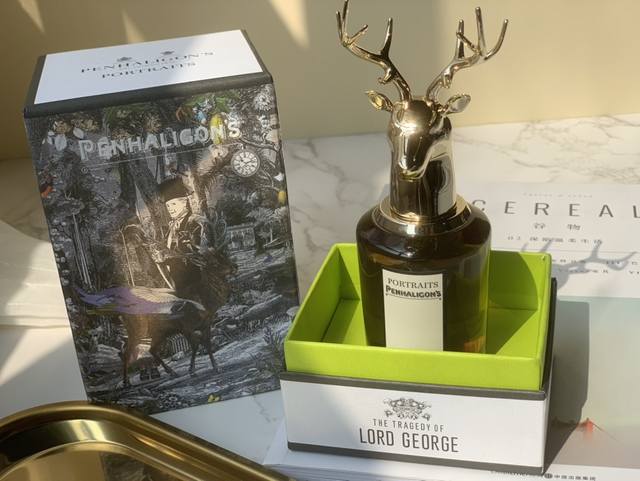 PENHALIGON'S
PORTRAITS
PENHALIGON'S
PORTRAITS
PENHALIGON'S
THE TRAGEDY OF
LORD GEORGE
CEREAL
谷物